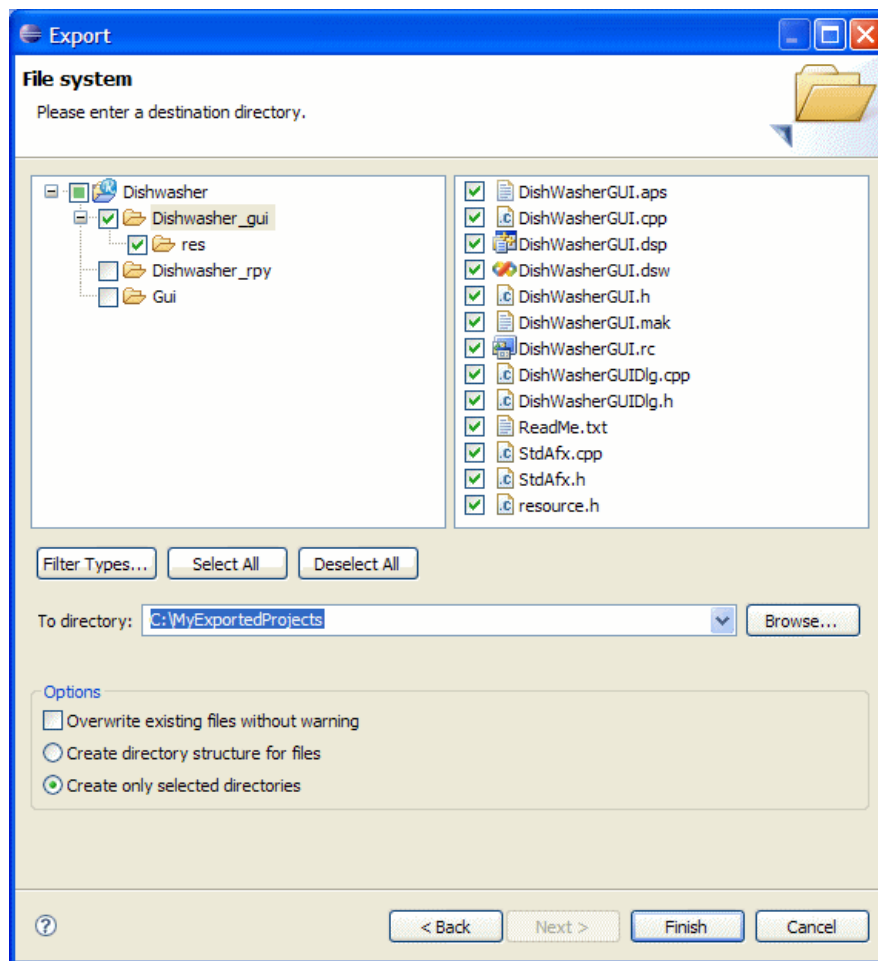 Export
File system
Please enter a destination directory.
Dishwasher
Dishwasher_gui
res
Dishwasher_rpy
Gui
DishWasherGUI.aps
DishWasherGUI.cpp
DishWasherGUI.dsp
DishWasherGUI.dsw
DishWasherGUI.h
DishWasherGUI.mak
DishWasherGUI.rc
DishWasherGUIDlg.cpp
DishWasherGUIDlg.h
ReadMe.txt
StdAfx.cpp
StdAfx.h
resource.h
Filter Types... Select All Deselect All
To directory: C:\MyExportedProjects Browse...
Options
Overwrite existing files without warning
Create directory structure for files
Create only selected directories
< Back Next > Finish Cancel